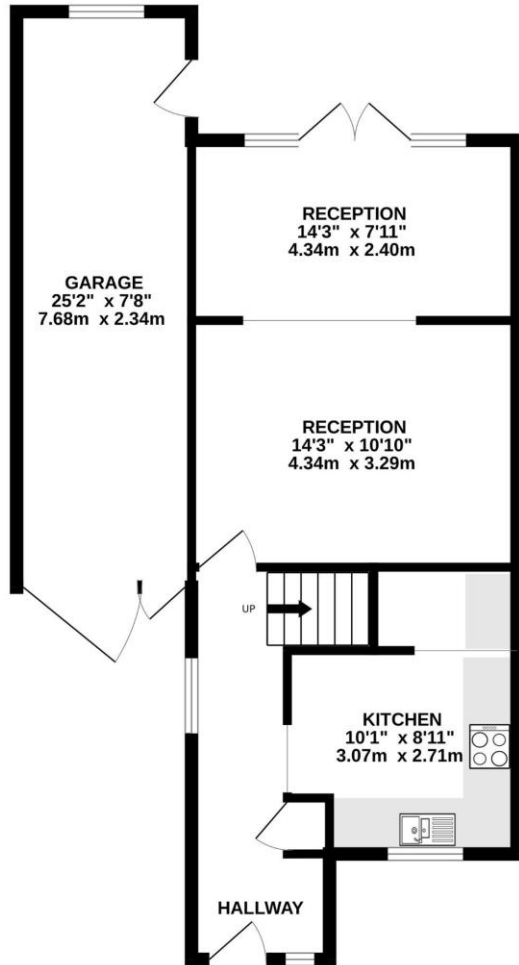 RECEPTION
14'3" x 7'11"
4.34m x 2.40m
GARAGE
25'2" x 7'8"
7.68m x 2.34m
RECEPTION
14'3" x 10'10"
4.34m x 3.29m
UP
KITCHEN
10'1" x 8'11"
3.07m x 2.71m
HALLWAY